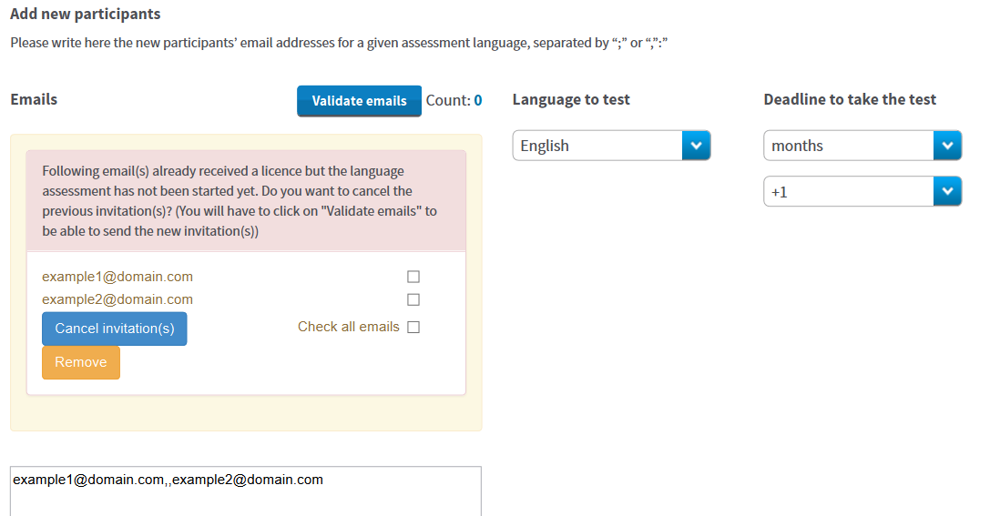 Add new participants
Please write here the new participants’ email addresses for a given assessment language, separated by “;” or “,”:”
Emails
Validate emails
Count: 0
Language to test
Deadline to take the test
English
months
+1
Following email(s) already received a licence but the language
assessment has not been started yet. Do you want to cancel the
previous invitation(s)? (You will have to click on "Validate emails" to
be able to send the new invitation(s))
example1@domain.com
example2@domain.com
Cancel invitation(s)
Check all emails
Remove
example1@domain.com,,example2@domain.com